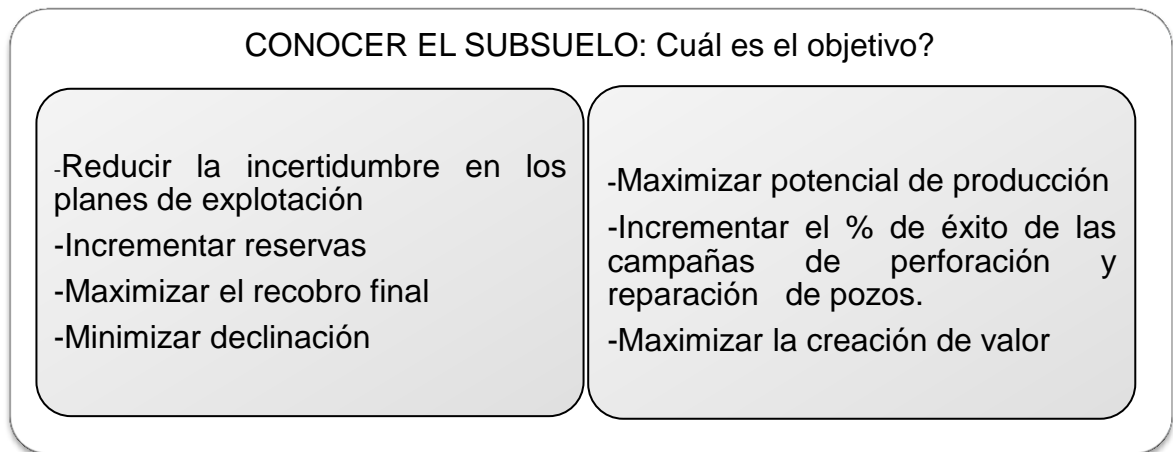 CONOCER EL SUBSUELO: Cuál es el objetivo?
-Reducir la incertidumbre en los
planes de explotación
-Incrementar reservas
-Maximizar el recobro final
-Minimizar declinación
-Maximizar potencial de producción
-Incrementar el % de éxito de las
campañas de perforación y
reparación de pozos.
-Maximizar la creación de valor